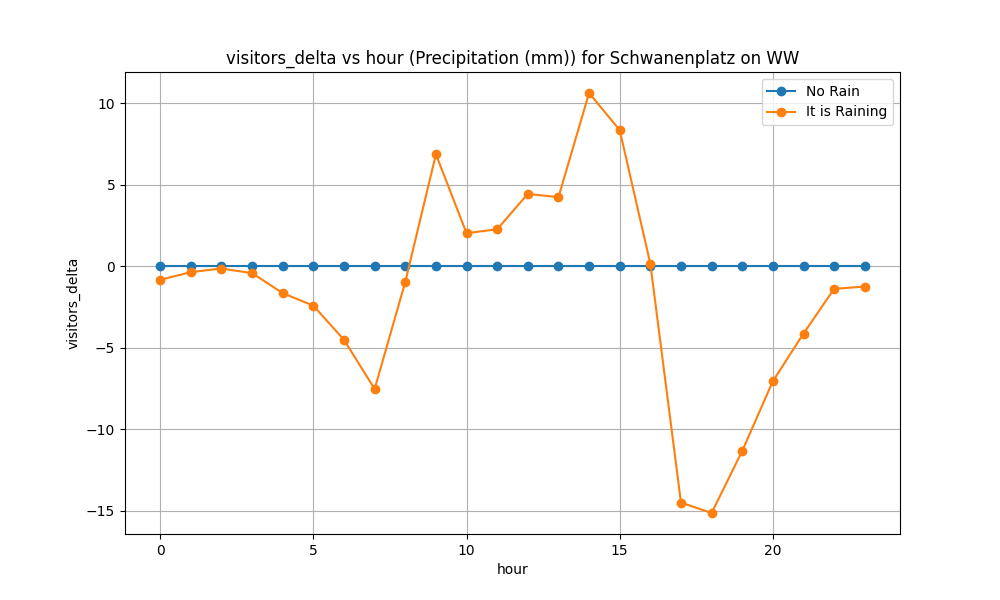 visitors_delta vs hour (Precipitation (mm)) for Schwanenplatz on WW
No Rain
It is Raining
visitors_delta
10
5
0
−5
−10
−15
0 5 10 15 20
hour